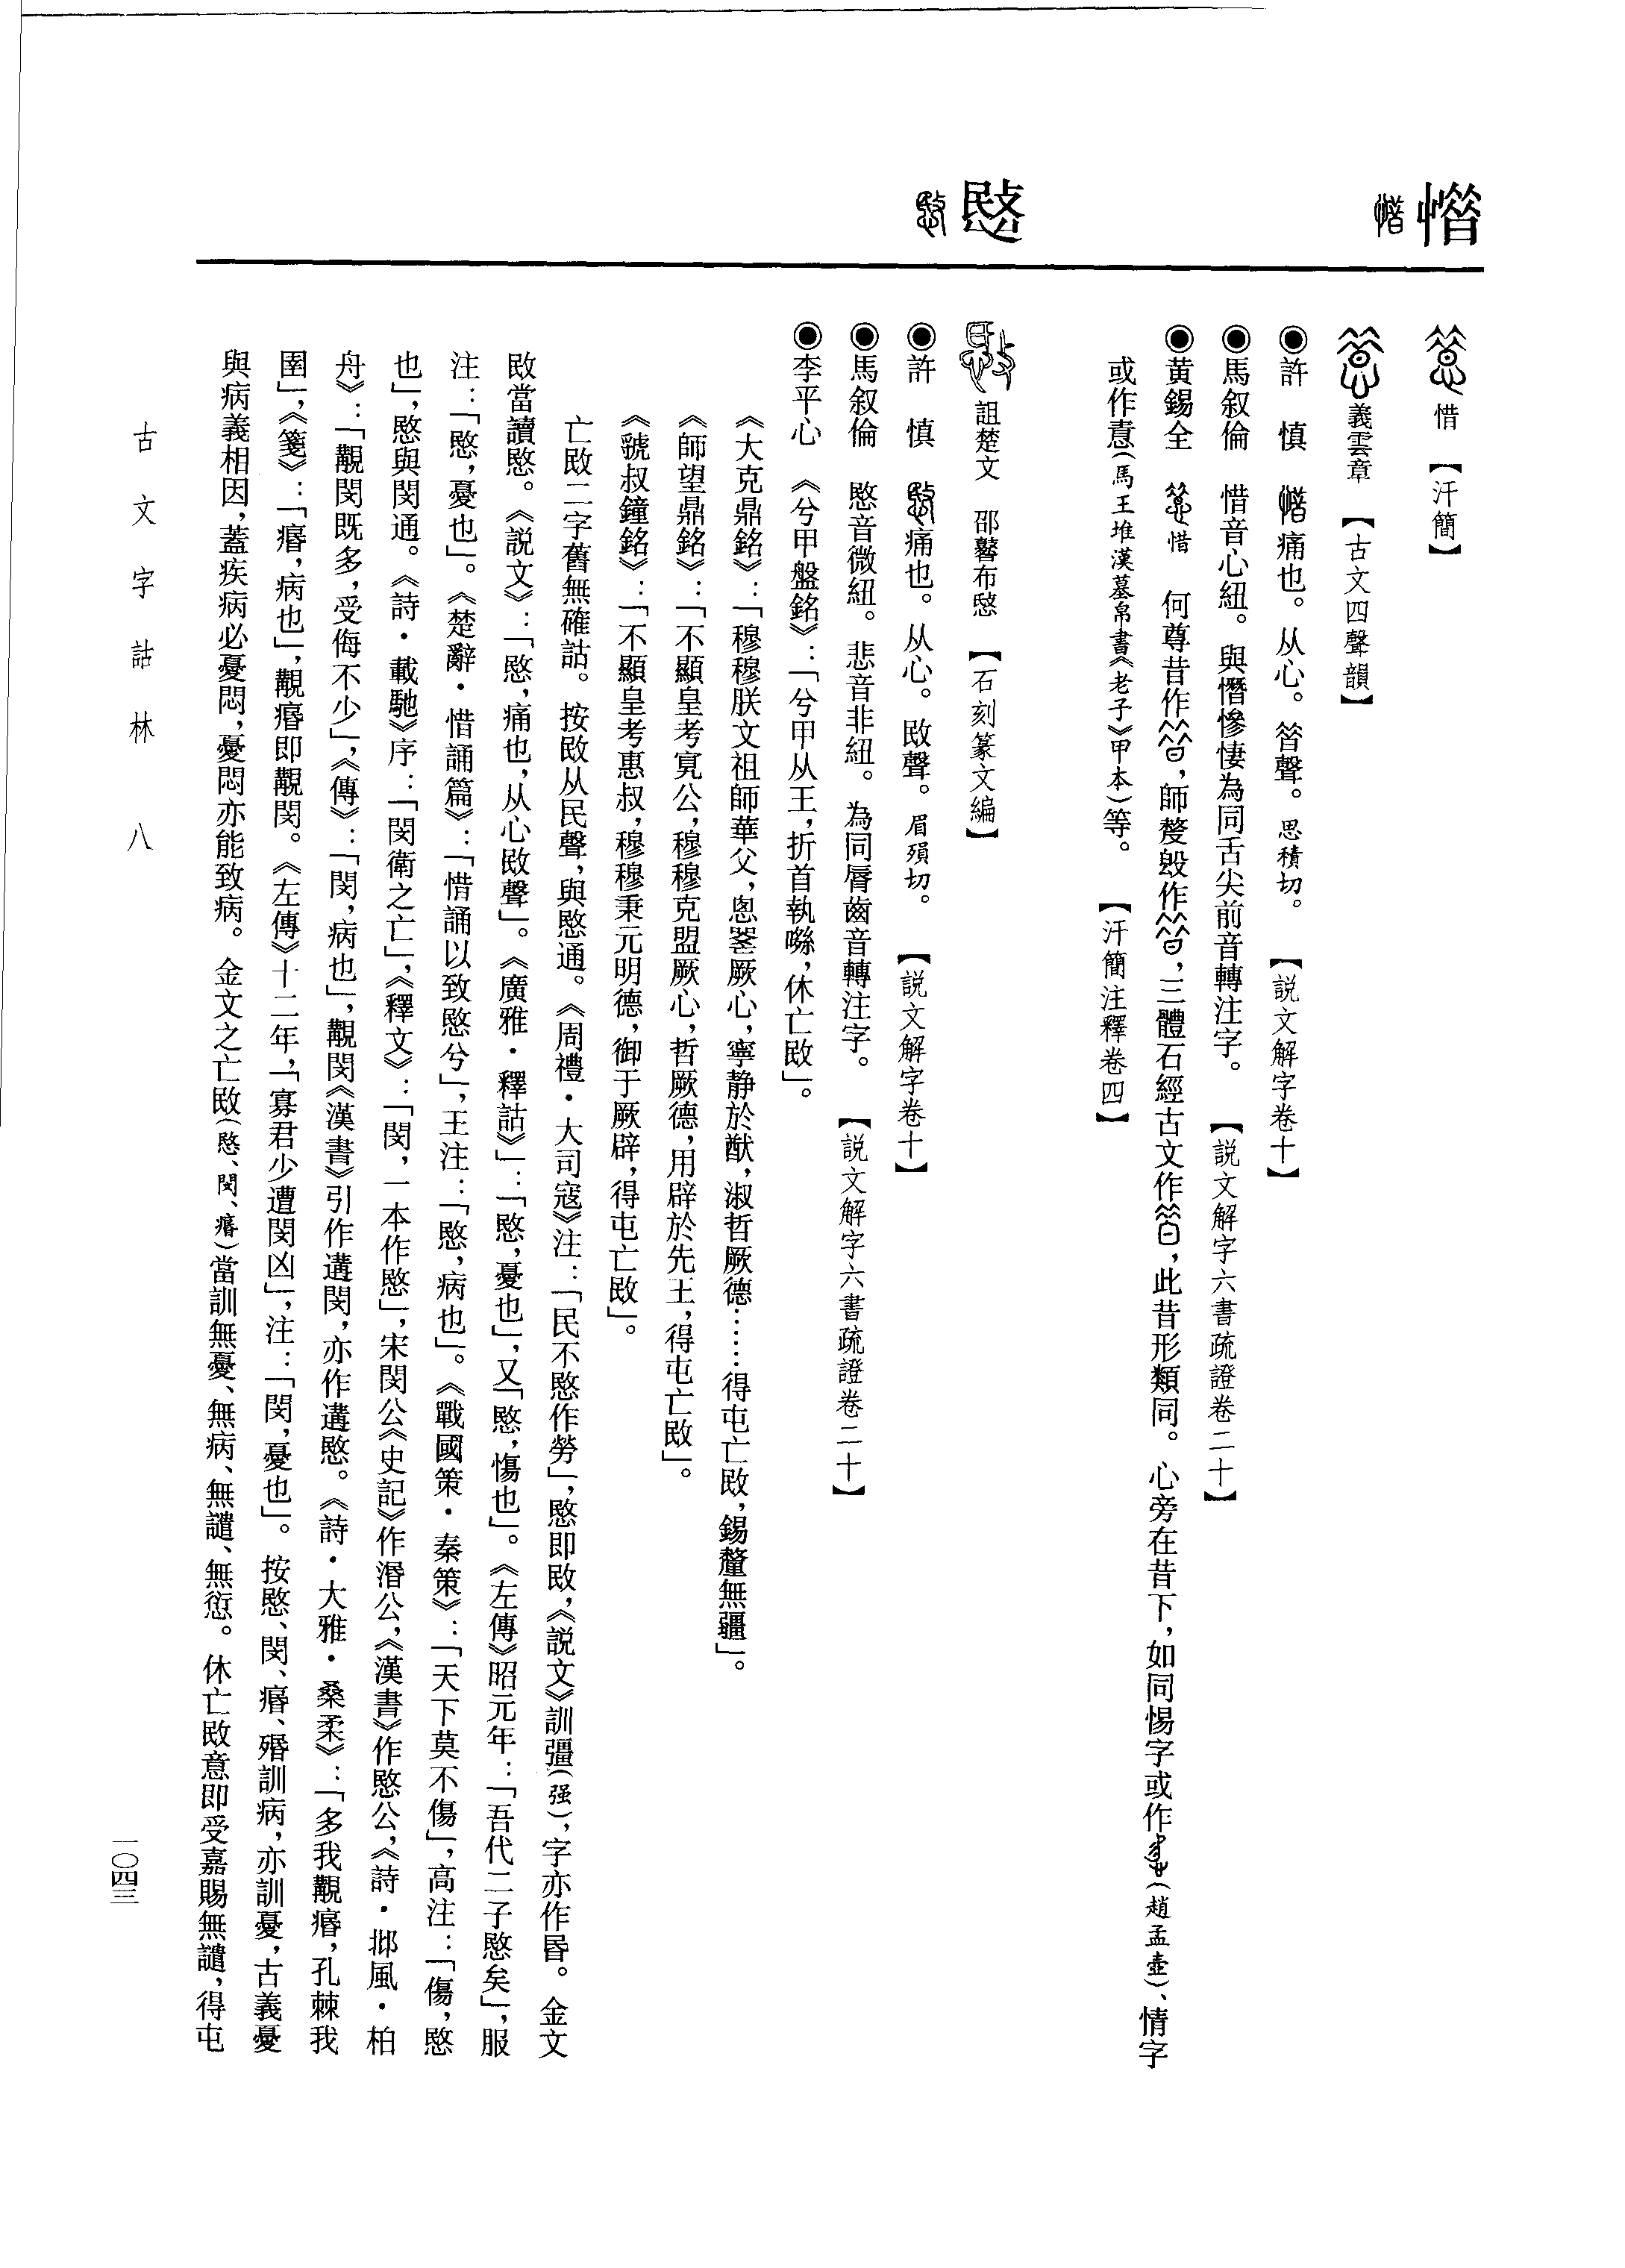 惜 【汗簡】
義雲章 【古文四聲韻】
◉許 慎 痛也。从心。㫺聲。思積切。 【説文解字卷十】
◉馬叙倫 惜音心紐。與憯慘悽為同舌尖前音轉注字。 【説文解字六書疏證卷二十】
◉黄錫全 惜 何尊昔作,師𠭰𣪘作,三體石經古文作,此昔形類同。心旁在昔下,如同惕字或作(趙孟壺)、情字
或作𢝵(馬王堆漢墓帛書《老子》甲本)等。 【汗簡注釋卷四】
愍
詛楚文 䢵鼛布愍 【石刻篆文編】
◉許 慎 痛也。从心。敃聲。眉殞切。 【説文解字卷十】
◉馬叙倫 愍音微紐。悲音非紐。為同脣齒音轉注字。 【説文解字六書疏證卷二十】
◉李平心 《兮甲盤銘》:「兮甲从王,折首執㘒,休亡敃」。
《大克鼎銘》:「穆穆朕文祖師華父,悤厥心,寧静於猷,淑哲厥德……得屯亡敃,錫釐無疆」。
《師望鼎銘》:「不顯皇考宄公,穆穆克盟厥心,哲厥德,用辟於先王,得屯亡敃」。
《虢叔鐘銘》:「不顯皇考惠叔,穆穆秉元明德,御于厥辟,得屯亡敃」。
亡敃二字舊無確詁。按敃从民聲,與愍通。《周禮·大司寇》注:「民不愍作勞」,愍即敃,《説文》訓彊(强),字亦作昬。金文
敃當讀愍。《説文》:「愍,痛也,从心敃聲」。《廣雅·釋詁》:「愍,憂也」,又「愍,傷也」。《左傳》昭元年:「吾代二子愍矣」,服
注:「愍,憂也」。《楚辭·惜誦篇》:「惜誦以致愍兮」,王注:「愍,病也」。《戰國策·秦策》:「天下莫不傷」,高注:「傷,愍
也」,愍與閔通。《詩·載馳》序:「閔衛之亡」,《釋文》:「閔,一本作愍」,宋閔公《史記》作湣公,《漢書》作愍公,《詩·邶風·柏
舟》:「覯閔既多,受侮不少」,《傳》:「閔,病也」,覯閔《漢書》引作遘閔,亦作遘愍。《詩·大雅·桑柔》:「多我覯痻,孔棘我
圉」,《箋》:「痻,病也」,覯痻即覯閔。《左傳》十二年,「寡君少遭閔凶」,注:「閔,憂也」。按愍、閔、痻、殙訓病,亦訓憂,古義憂
與病義相因,蓋疾病必憂悶,憂悶亦能致病。金文之亡敃(愍、閔、痻)當訓無憂、無病、無譴、無愆。休亡敃意即受嘉賜無譴,得屯
古文字詁林 八
一〇四三